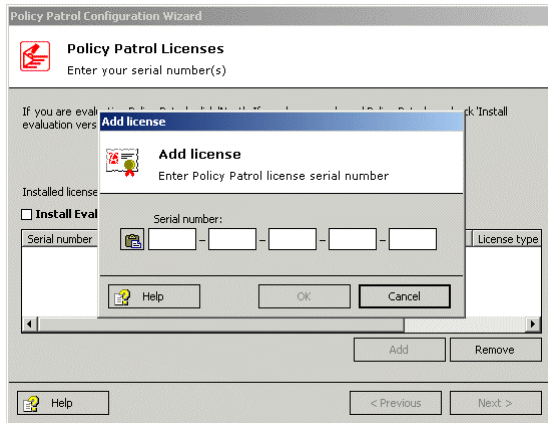 Policy Patrol Configuration Wizard
Policy Patrol Licenses
Enter your serial number(s)
If you are
'Install
evaluation vers
Add license
Add license
Enter Policy Patrol license serial number
Installed license
Install Eval
Serial number:
- - - -
Serial number
License type
Help
OK
Cancel
Add
Remove
Help
< Previous
Next >